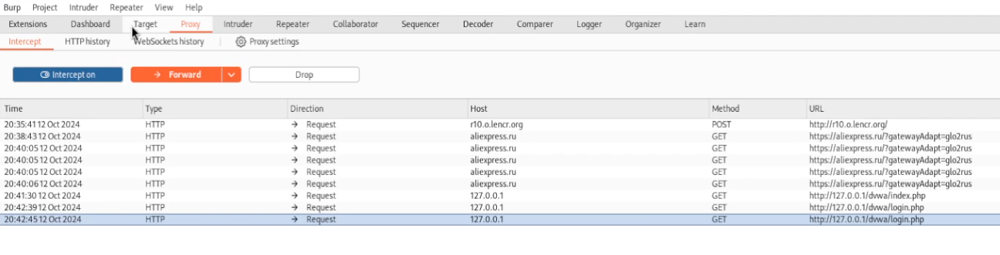 Burp Project Intruder Repeater View Help
Extensions Dashboard Target Proxy Intruder Repeater Collaborator Sequencer Decoder Comparer Logger Organizer Learn
Intercept HTTP history WebSockets history Proxy settings
Intercept on Forward Drop
Time Type Direction Host Method URL
20:35:41 12 Oct 2024 HTTP → Request r10.o.lencr.org POST http://r10.o.lencr.org/
20:38:43 12 Oct 2024 HTTP → Request aliexpress.ru GET https://aliexpress.ru/?gatewayAdapt=glo2rus
20:40:05 12 Oct 2024 HTTP → Request aliexpress.ru GET https://aliexpress.ru/?gatewayAdapt=glo2rus
20:40:05 12 Oct 2024 HTTP → Request aliexpress.ru GET https://aliexpress.ru/?gatewayAdapt=glo2rus
20:40:05 12 Oct 2024 HTTP → Request aliexpress.ru GET https://aliexpress.ru/?gatewayAdapt=glo2rus
20:40:06 12 Oct 2024 HTTP → Request aliexpress.ru GET https://aliexpress.ru/?gatewayAdapt=glo2rus
20:41:30 12 Oct 2024 HTTP → Request 127.0.0.1 GET http://127.0.0.1/dvwa/index.php
20:42:39 12 Oct 2024 HTTP → Request 127.0.0.1 GET http://127.0.0.1/dvwa/login.php
20:42:45 12 Oct 2024 HTTP → Request 127.0.0.1 GET http://127.0.0.1/dvwa/login.php